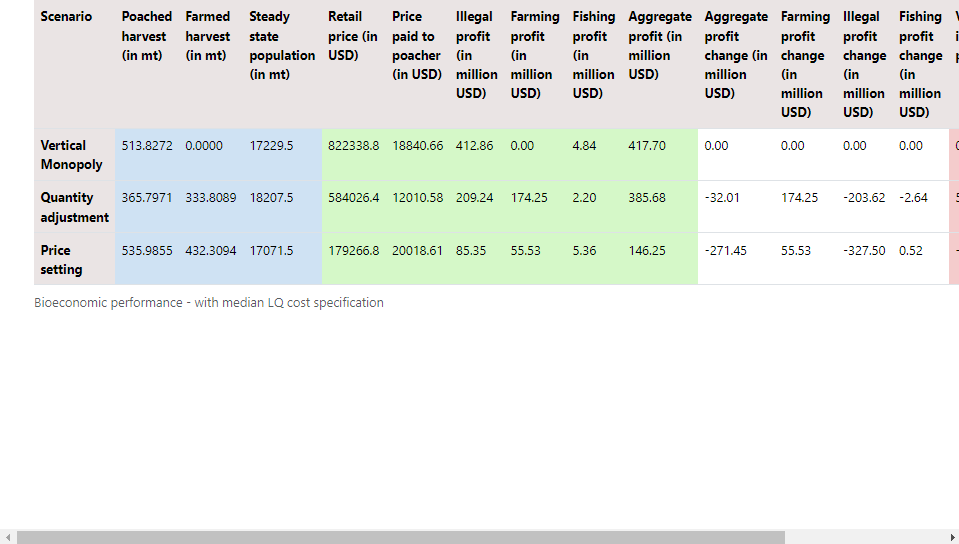 Scenario Poached harvest (in mt) Farmed harvest (in mt) Steady state population (in mt) Retail price (in USD) Price paid to poacher (in USD) Illegal profit (in million USD) Farming profit (in million USD) Fishing profit (in million USD) Aggregate profit (in million USD) Aggregate profit change (in million USD) Farming profit change (in million USD) Illegal profit change (in million USD) Fishing profit change (in million USD)
Vertical Monopoly 513.8272 0.0000 17229.5 822338.8 18840.66 412.86 0.00 4.84 417.70 0.00 0.00 0.00 0.00
Quantity adjustment 365.7971 333.8089 18207.5 584026.4 12010.58 209.24 174.25 2.20 385.68 -32.01 174.25 -203.62 -2.64
Price setting 535.9855 432.3094 17071.5 179266.8 20018.61 85.35 55.53 5.36 146.25 -271.45 55.53 -327.50 0.52
Bioeconomic performance - with median LQ cost specification